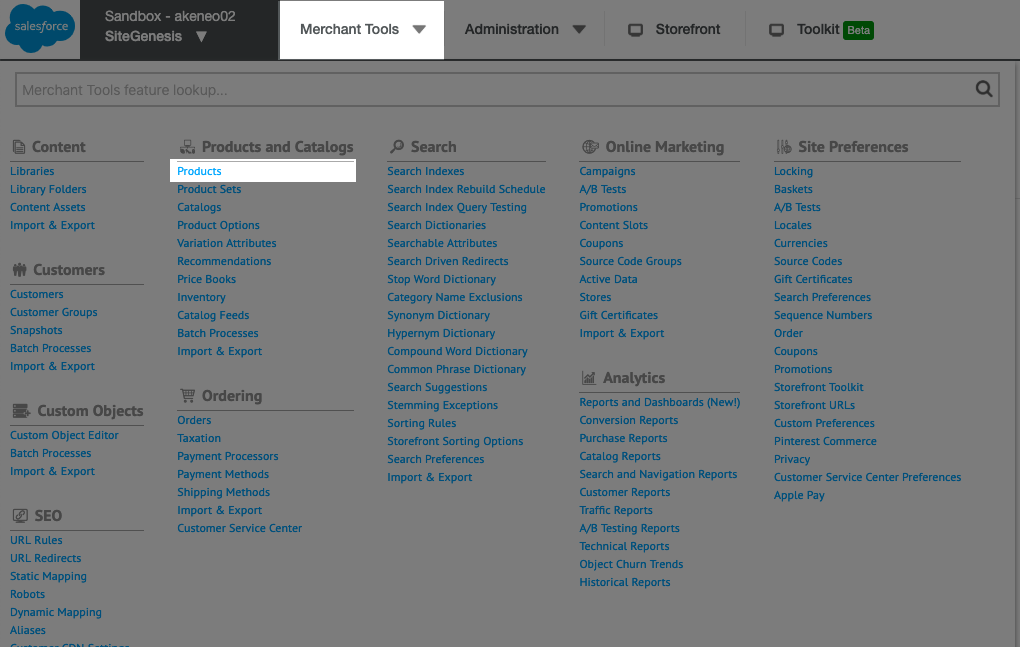 salesforce
Sandbox - akeneo02
SiteGenesis
Merchant Tools
Administration
Storefront
Toolkit Beta
Merchant Tools feature lookup...
Content
Libraries
Library Folders
Content Assets
Import & Export
Customers
Customers
Customer Groups
Snapshots
Batch Processes
Import & Export
Custom Objects
Custom Object Editor
Batch Processes
Import & Export
SEO
URL Rules
URL Redirects
Static Mapping
Robots
Dynamic Mapping
Aliases
Customer CDN Settings
Products and Catalogs
Products
Product Sets
Catalogs
Product Options
Variation Attributes
Recommendations
Price Books
Inventory
Catalog Feeds
Batch Processes
Import & Export
Ordering
Orders
Taxation
Payment Processors
Payment Methods
Shipping Methods
Import & Export
Customer Service Center
Search
Search Indexes
Search Index Rebuild Schedule
Search Index Query Testing
Search Dictionaries
Searchable Attributes
Search Driven Redirects
Stop Word Dictionary
Category Name Exclusions
Synonym Dictionary
Hypernym Dictionary
Compound Word Dictionary
Common Phrase Dictionary
Search Suggestions
Stemming Exceptions
Sorting Rules
Storefront Sorting Options
Search Preferences
Import & Export
Online Marketing
Campaigns
A/B Tests
Promotions
Content Slots
Coupons
Source Code Groups
Active Data
Stores
Gift Certificates
Import & Export
Analytics
Reports and Dashboards (New!)
Conversion Reports
Purchase Reports
Catalog Reports
Search and Navigation Reports
Customer Reports
Traffic Reports
A/B Testing Reports
Technical Reports
Object Churn Trends
Historical Reports
Site Preferences
Locking
Baskets
A/B Tests
Locales
Currencies
Source Codes
Gift Certificates
Search Preferences
Sequence Numbers
Order
Coupons
Promotions
Storefront Toolkit
Storefront URLs
Custom Preferences
Pinterest Commerce
Privacy
Customer Service Center Preferences
Apple Pay